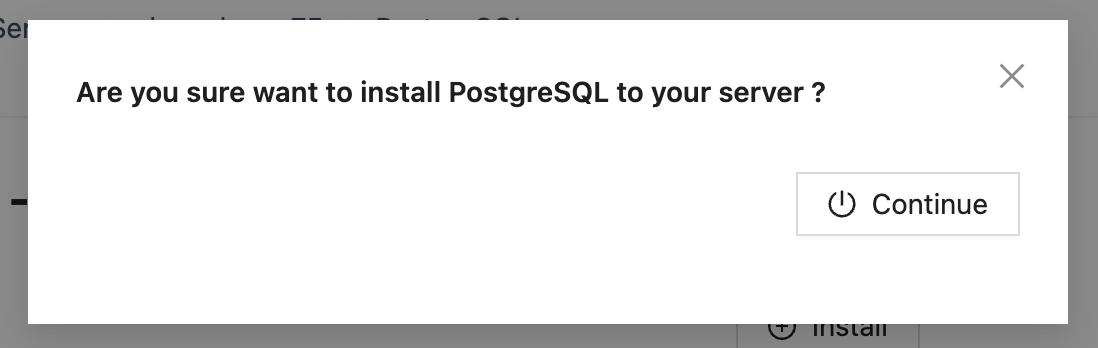 Are you sure want to install PostgreSQL to your server ?
Continue
Install